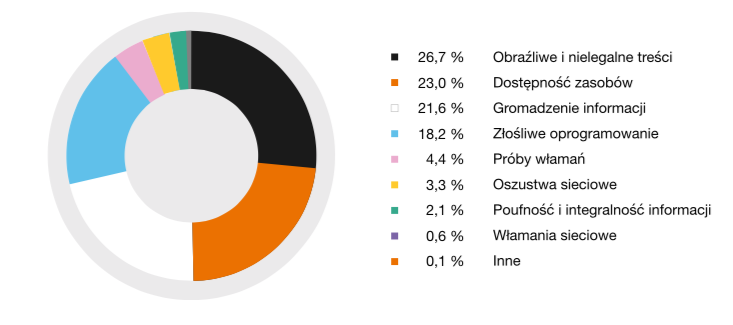 26,7 % Obraźliwe i nielegalne treści
23,0 % Dostępność zasobów
21,6 % Gromadzenie informacji
18,2 % Złośliwe oprogramowanie
4,4 % Próby włamań
3,3 % Oszustwa sieciowe
2,1 % Poufność i integralność informacji
0,6 % Włamania sieciowe
0,1 % Inne